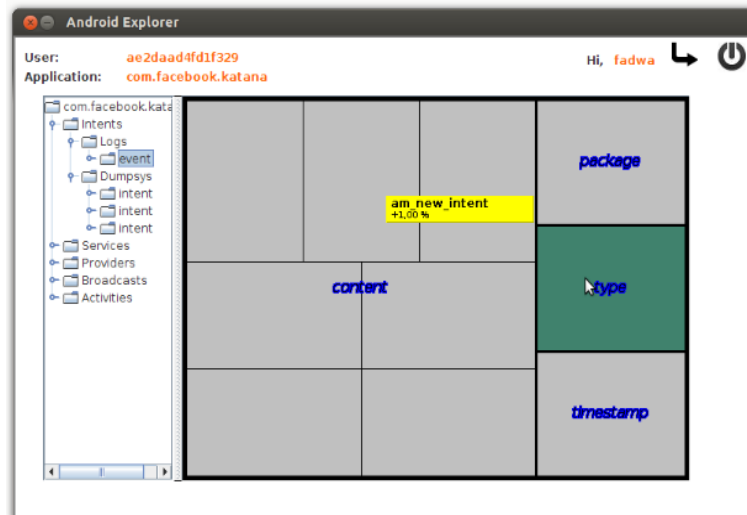 Android Explorer
User: ae2daad4fd1f329
Application: com.facebook.katana
Hi, fadwa
com.facebook.kata
Intents
Logs
event
Dumpsys
intent
intent
intent
Services
Providers
Broadcasts
Activities
package
am_new_intent
+1,00 %
content
type
timestamp